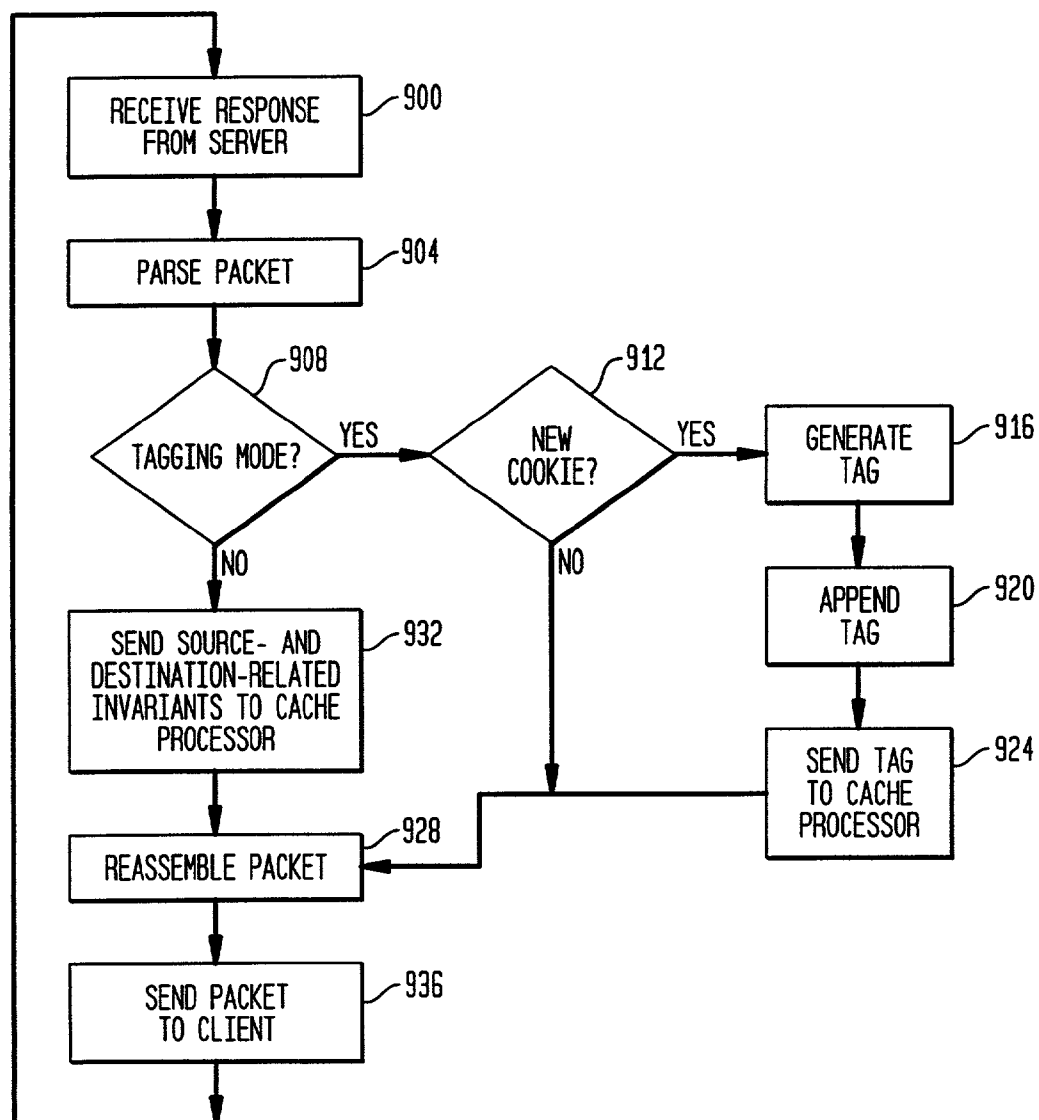 RECEIVE RESPONSE
FROM SERVER
900
PARSE PACKET
904
908
TAGGING MODE?
YES
NO
912
NEW
COOKIE?
YES
NO
GENERATE
TAG
916
APPEND
TAG
920
SEND TAG
TO CACHE
PROCESSOR
924
SEND SOURCE- AND
DESTINATION-RELATED
INVARIANTS TO CACHE
PROCESSOR
932
REASSEMBLE PACKET
928
SEND PACKET
TO CLIENT
936